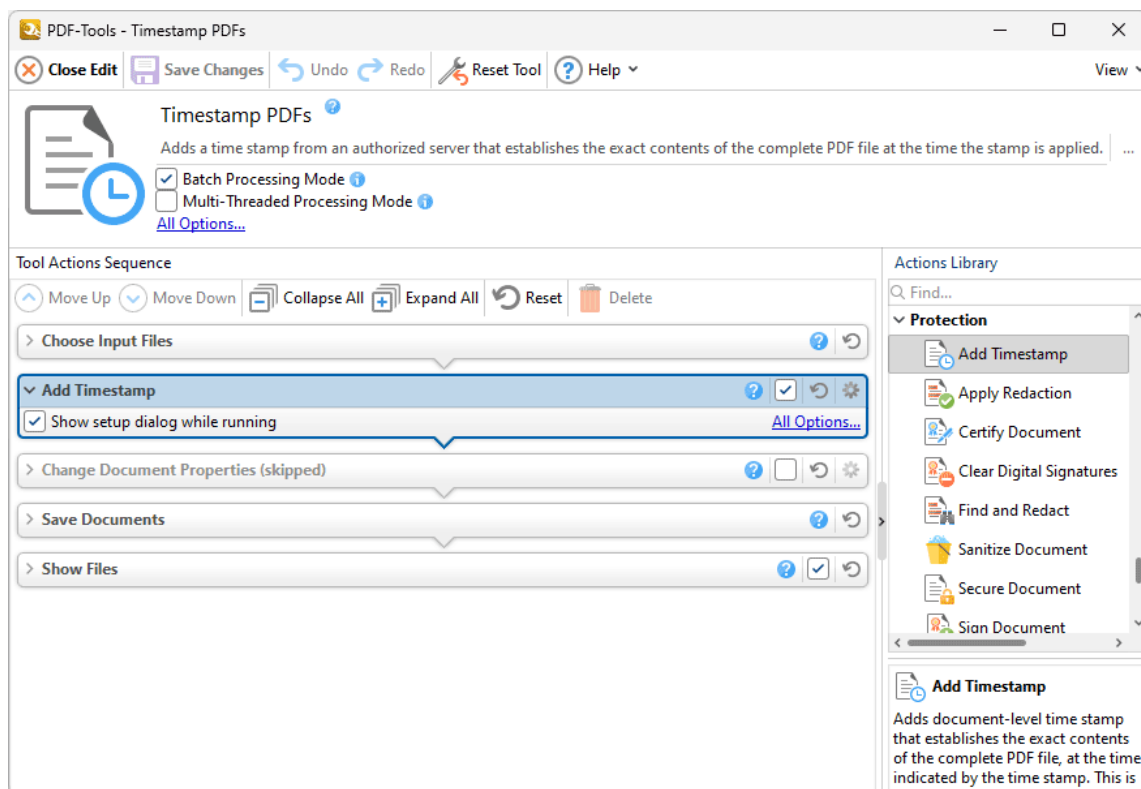 PDF-Tools - Timestamp PDFs
Close Edit Save Changes Undo Redo Reset Tool Help View
Timestamp PDFs
Adds a time stamp from an authorized server that establishes the exact contents of the complete PDF file at the time the stamp is applied. ...
Batch Processing Mode
Multi-Threaded Processing Mode
All Options...
Tool Actions Sequence
Move Up Move Down Collapse All Expand All Reset Delete
Choose Input Files
Add Timestamp
Show setup dialog while running All Options...
Change Document Properties (skipped)
Save Documents
Show Files
Actions Library
Find...
Protection
Add Timestamp
Apply Redaction
Certify Document
Clear Digital Signatures
Find and Redact
Sanitize Document
Secure Document
Sign Document
Add Timestamp
Adds document-level time stamp
that establishes the exact contents
of the complete PDF file, at the time
indicated by the time stamp. This is